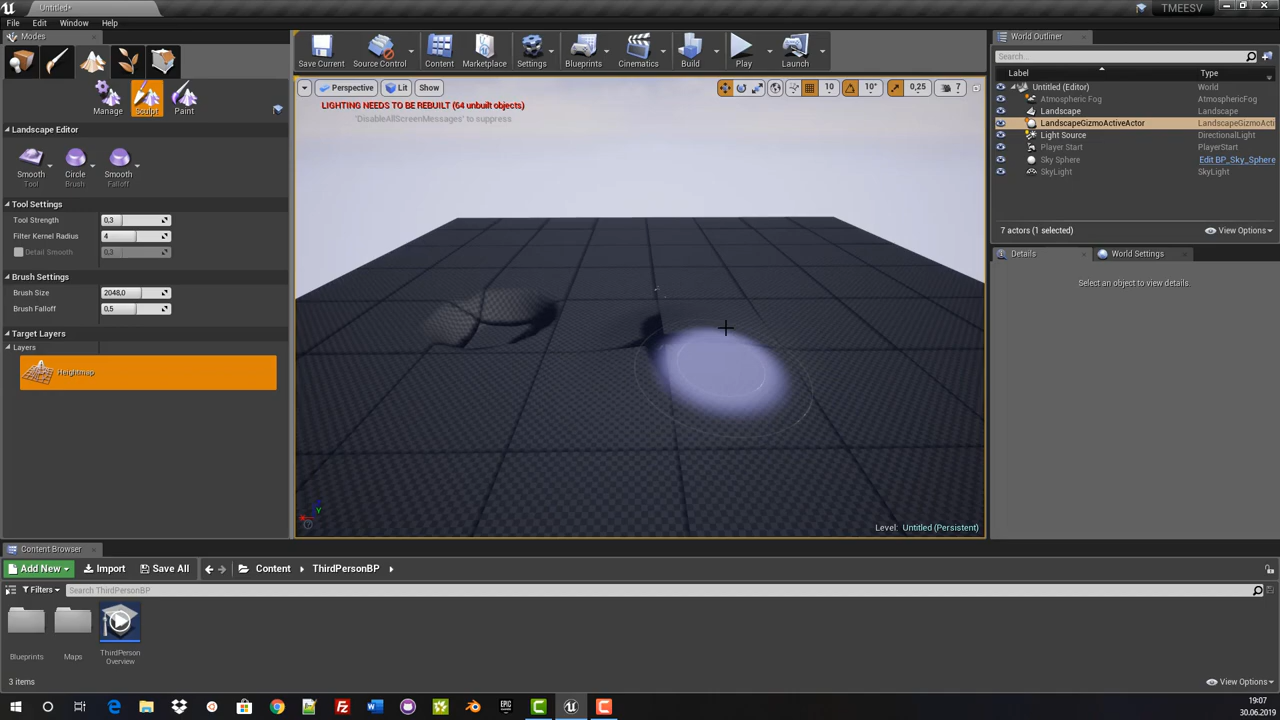 Untitled*
TMEESV
File Edit Window Help
Modes
Manage Sculpt Paint
Landscape Editor
Smooth Circle Smooth
Tool Brush Falloff
Tool Settings
Tool Strength 0,3
Filter Kernel Radius 4
Detail Smooth 0,3
Brush Settings
Brush Size 2048,0
Brush Falloff 0,5
Target Layers
Layers
Heightmap
Save Current Source Control Content Marketplace Settings Blueprints Cinematics Build Play Launch
Perspective Lit Show
10 10° 0,25 7
LIGHTING NEEDS TO BE REBUILT (64 unbuilt objects)
'DisableAllScreenMessages' to suppress
Y
Level: Untitled (Persistent)
World Outliner
Search...
Label Type
Untitled (Editor) World
Atmospheric Fog AtmosphericFog
Landscape Landscape
LandscapeGizmoActiveActor LandscapeGizmoActi
Light Source DirectionalLight
Player Start PlayerStart
Sky Sphere Edit BP_Sky_Sphere
SkyLight SkyLight
7 actors (1 selected) View Options
Details World Settings
Select an object to view details.
Content Browser
Add New Import Save All Content ThirdPersonBP
Filters Search ThirdPersonBP
Blueprints Maps ThirdPerson
Overview
3 items View Options
19:07
30.06.2019